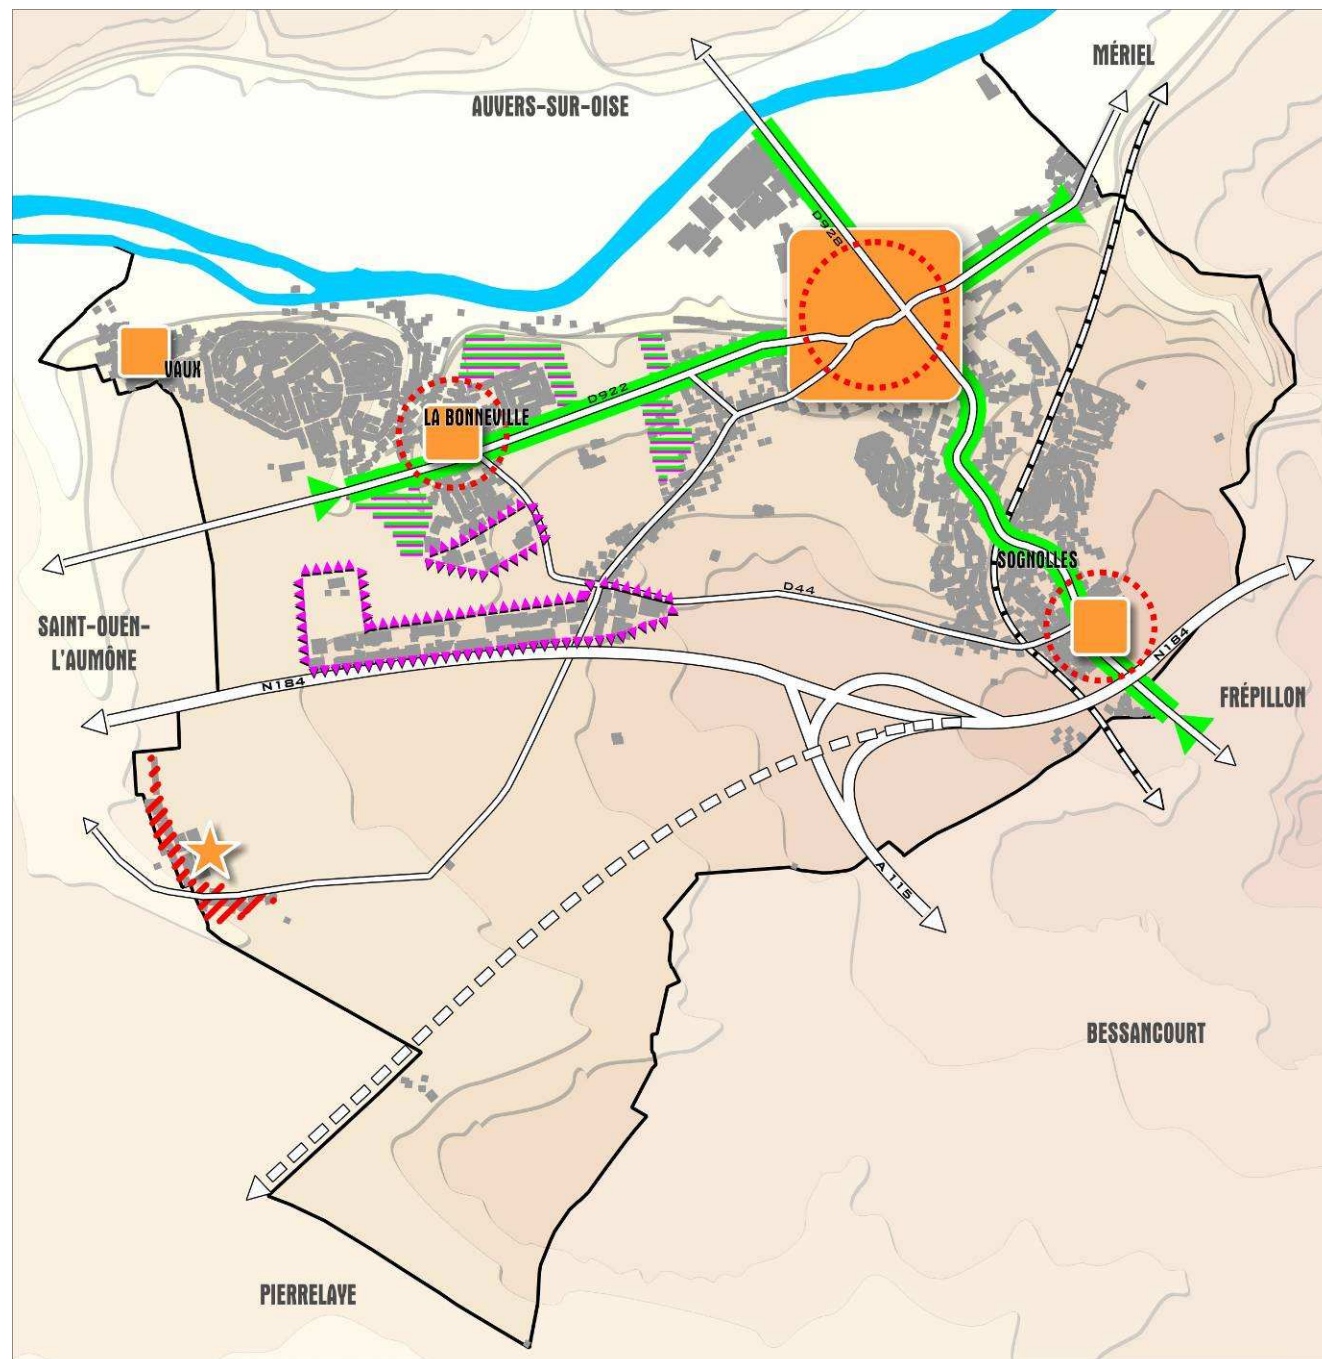 MÉRIEL
AUVERS-SUR-OISE
D928
VAUX
D922
LA BONNEVILLE
SOGNOLLES
D44
SAINT-OUEN-
L'AUMÔNE
N184
N184
FRÉPILLON
A 115
BESSANCOURT
PIERRELAYE